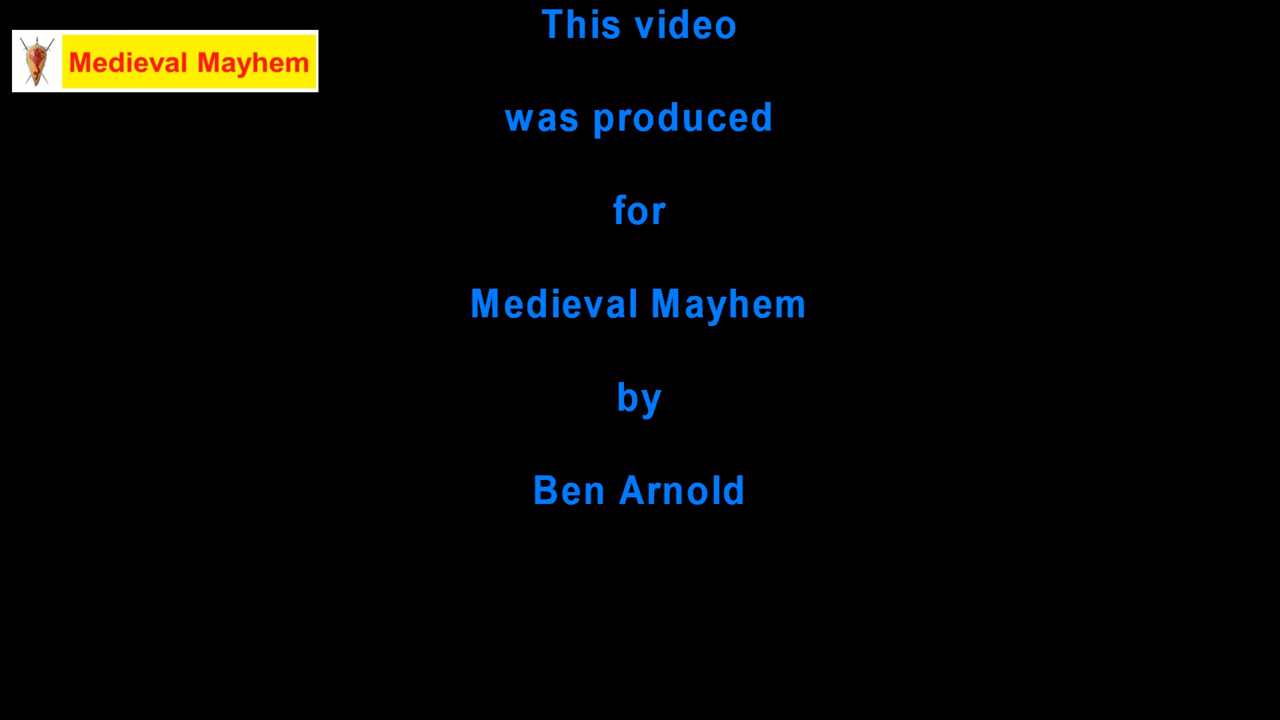 Medieval Mayhem
This video
was produced
for
Medieval Mayhem
by
Ben Arnold